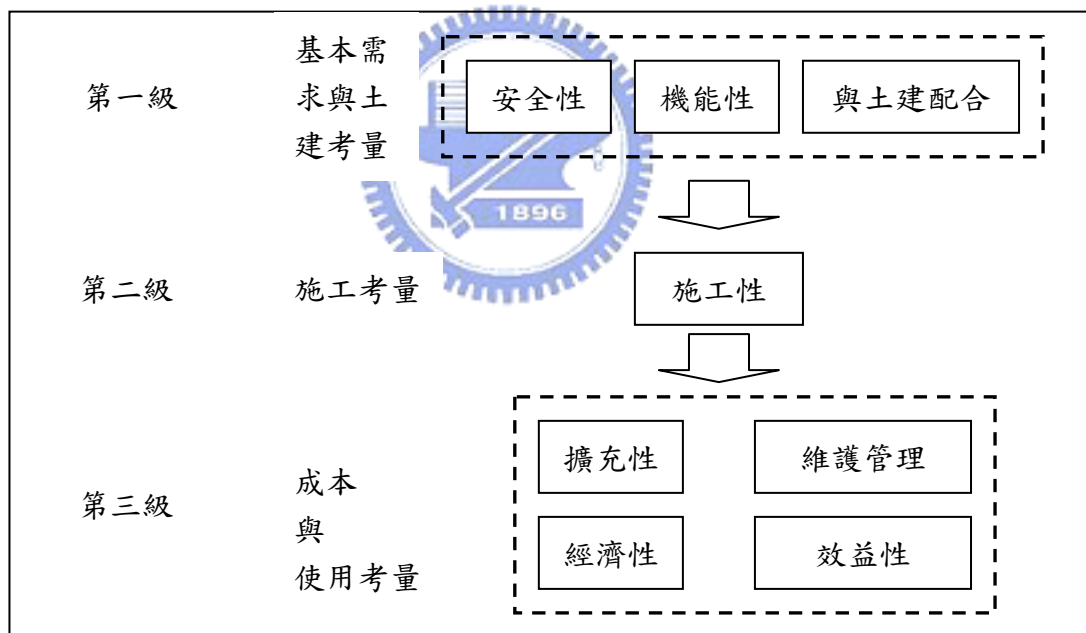 第一級
基本需
求與土
建考量
安全性
機能性
與土建配合
1896
第二級
施工考量
施工性
第三級
成本
與
使用考量
擴充性
維護管理
經濟性
效益性